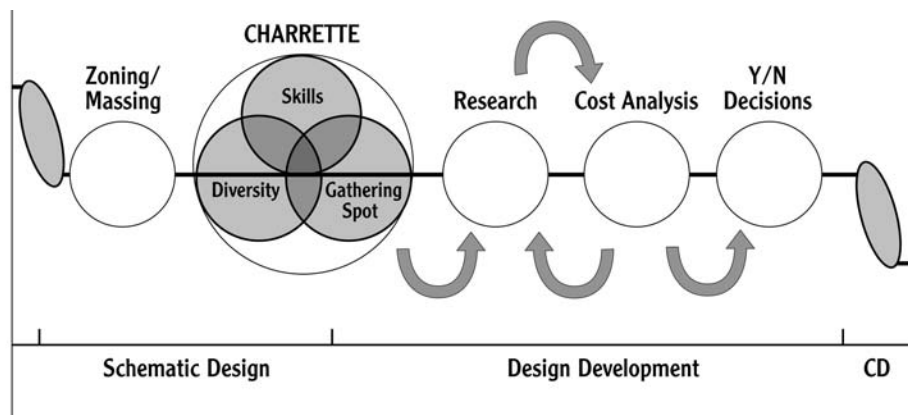 CHARRETTE
Zoning/
Massing
Skills
Diversity
Gathering
Spot
Research
Cost Analysis
Y/N
Decisions
Schematic Design
Design Development
CD